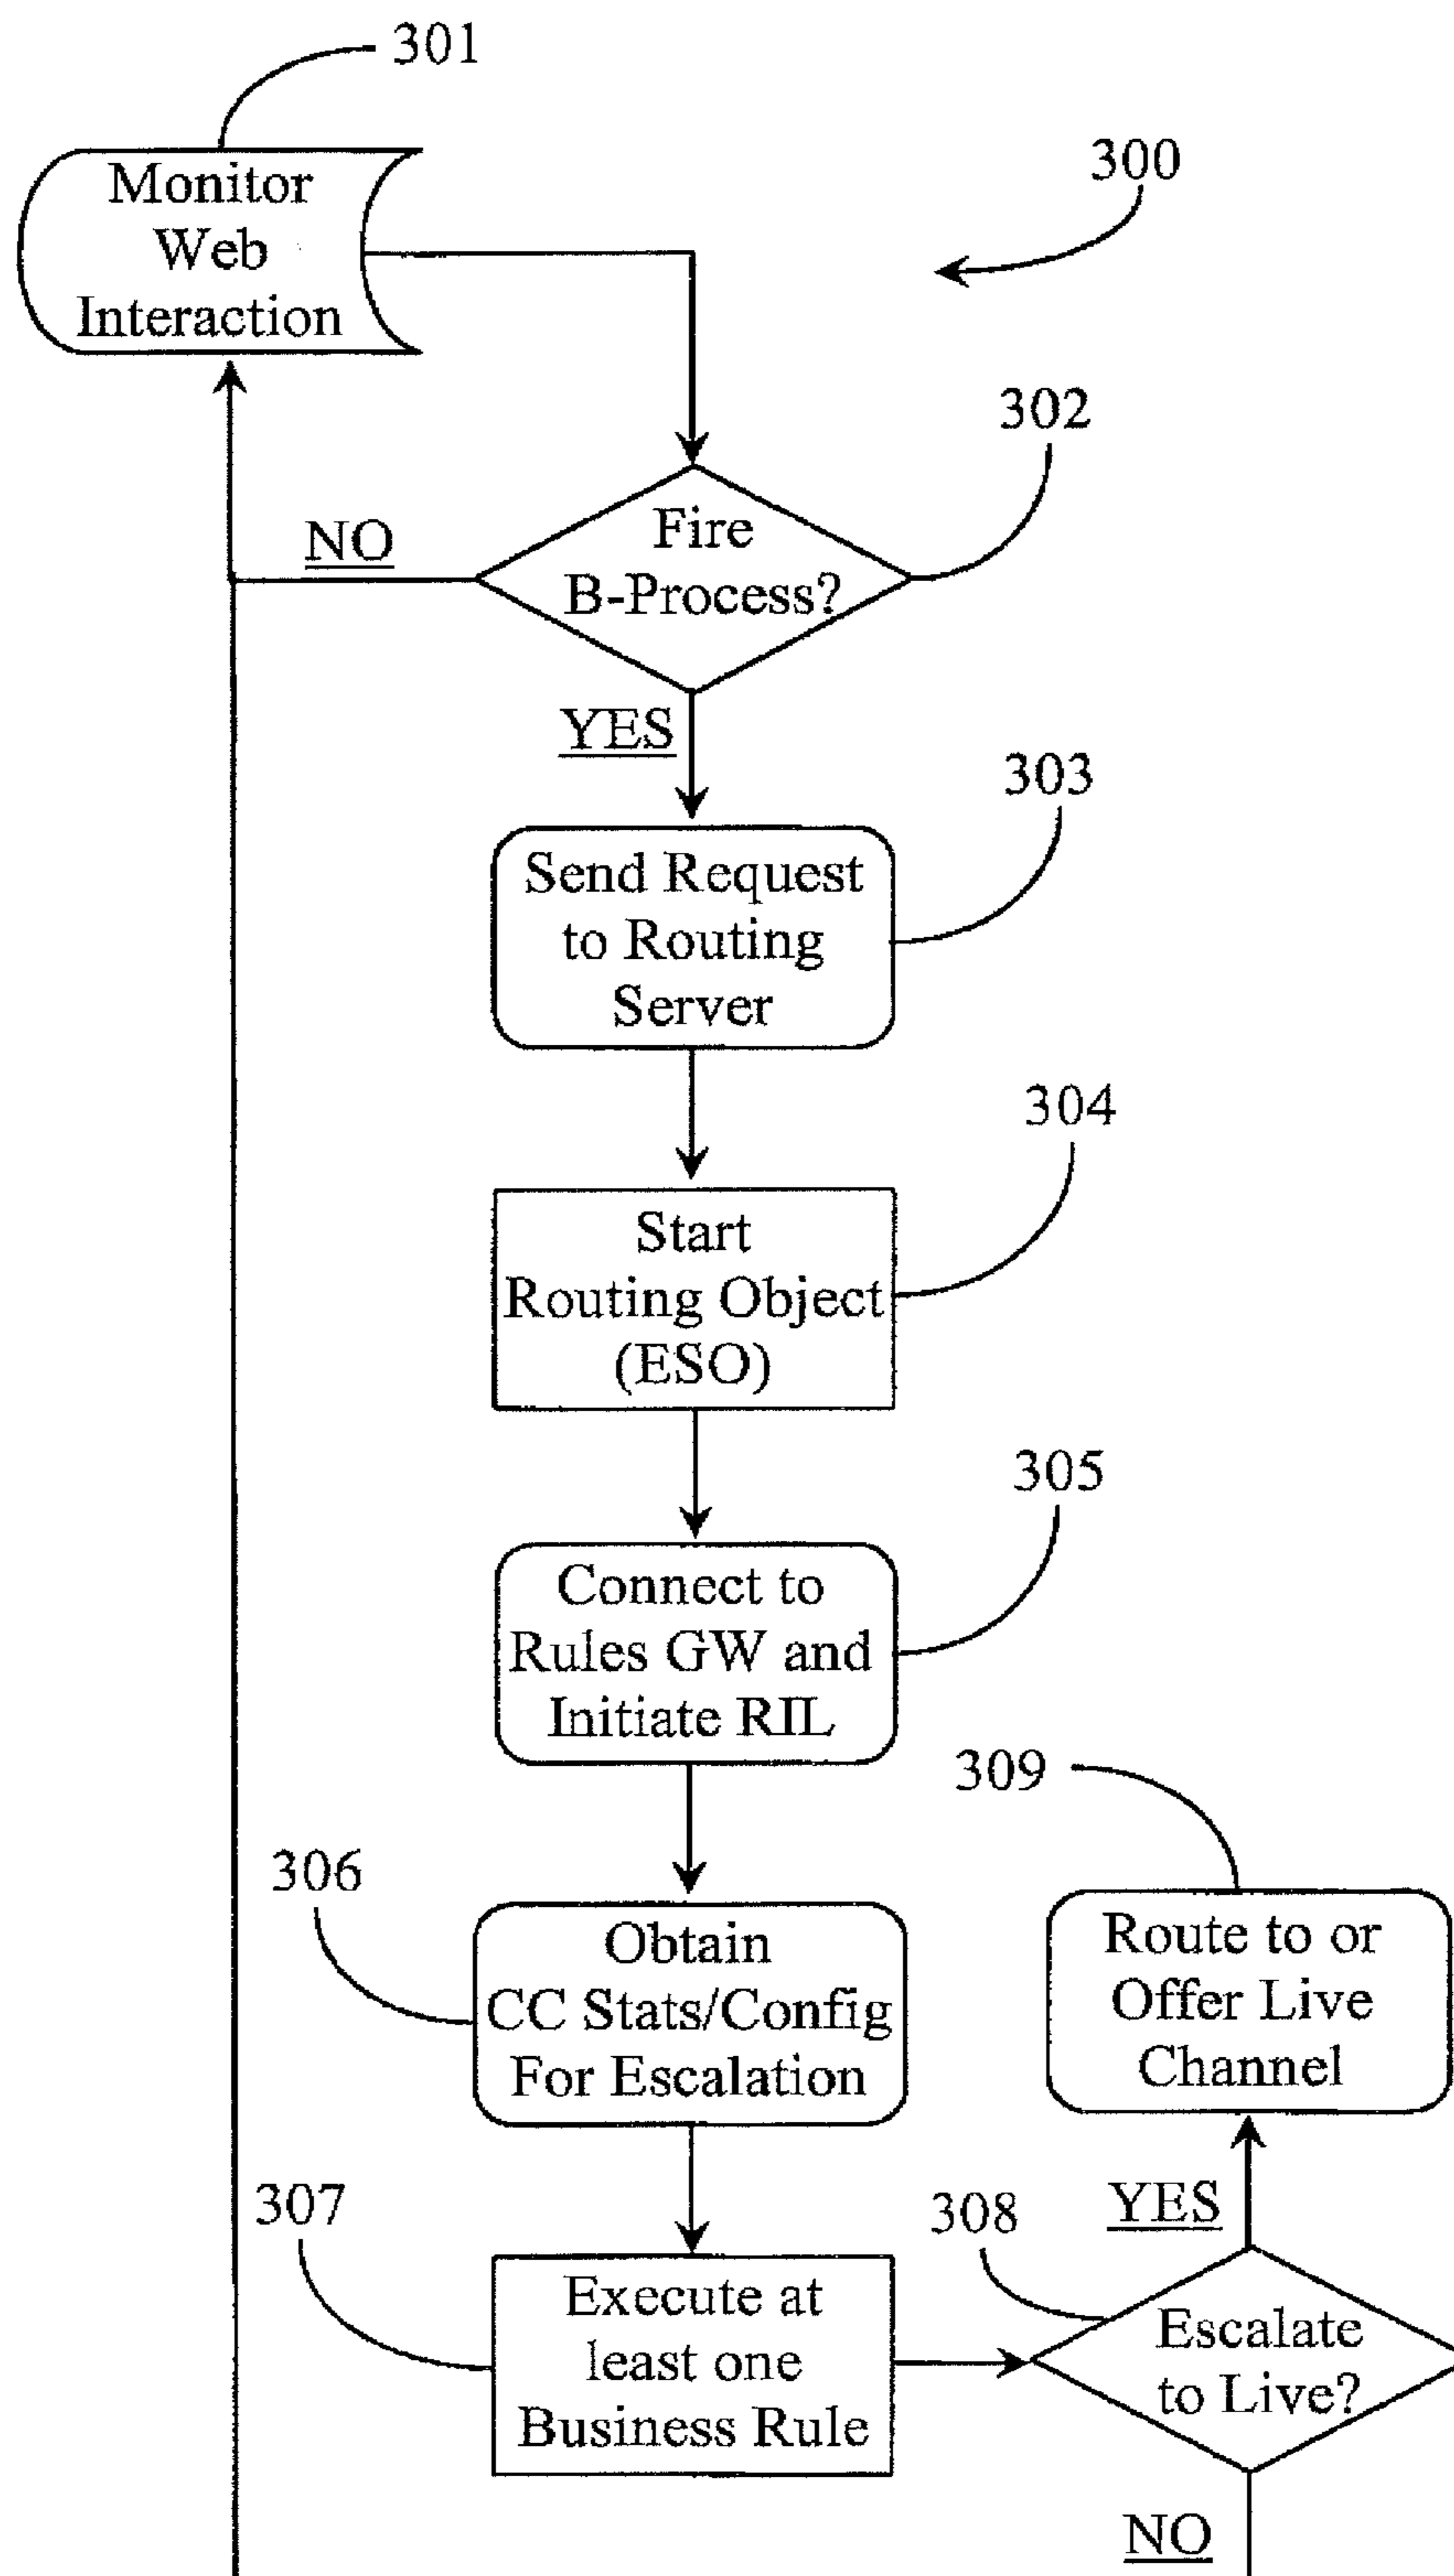 301
Monitor
Web
Interaction
300
302
Fire
B-Process?
NO
YES
303
Send Request
to Routing
Server
304
Start
Routing Object
(ESO)
305
Connect to
Rules GW and
Initiate RIL
306
Obtain
CC Stats/Config
For Escalation
309
Route to or
Offer Live
Channel
307
Execute at
least one
Business Rule
308
YES
Escalate
to Live?
NO